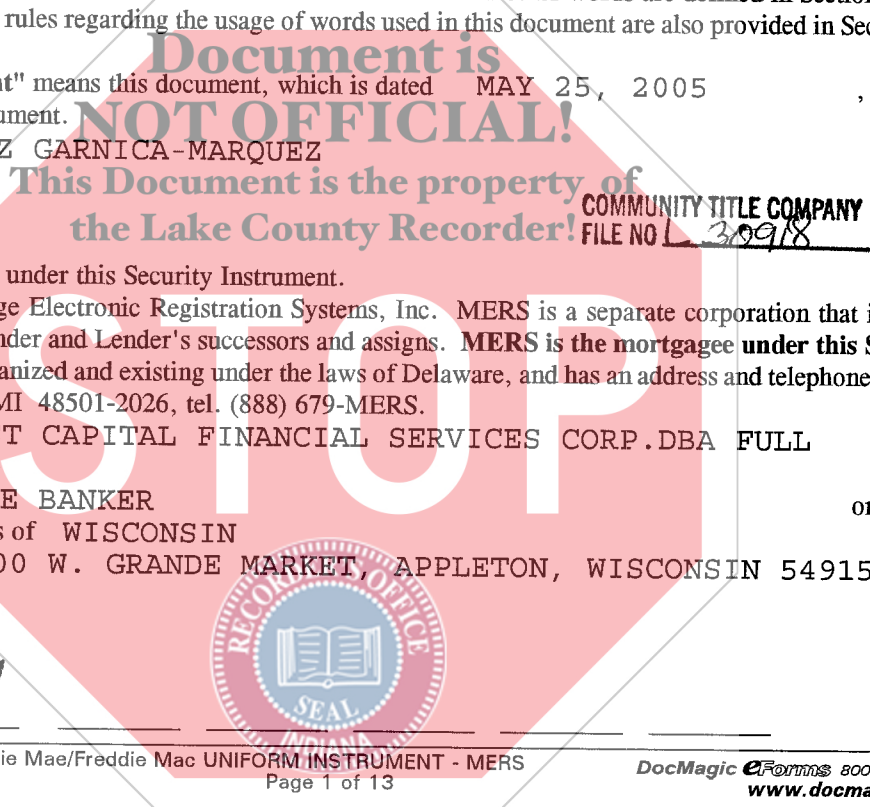 rules regarding the usage of words used in this document are also provided in Sec
Document is
nt" means this document, which is dated MAY 25, 2005 ,
ument.
NOT OFFICIAL!
Z GARNICA-MARQUEZ
This Document is the property of
the Lake County Recorder!
COMMUNITY TITLE COMPANY
FILE NO L 30918
under this Security Instrument.
ge Electronic Registration Systems, Inc. MERS is a separate corporation that i
nder and Lender's successors and assigns. MERS is the mortgagee under this S
anized and existing under the laws of Delaware, and has an address and telephone
MI 48501-2026, tel. (888) 679-MERS.
T CAPITAL FINANCIAL SERVICES CORP.DBA FULL
STOP
E BANKER
or
s of WISCONSIN
00 W. GRANDE MARKET, APPLETON, WISCONSIN 54915
RECORDER'S OFFICE
SEAL
INDIANA
ie Mae/Freddie Mac UNIFORM INSTRUMENT - MERS
Page 1 of 13
DocMagic eForms 800
www.docma